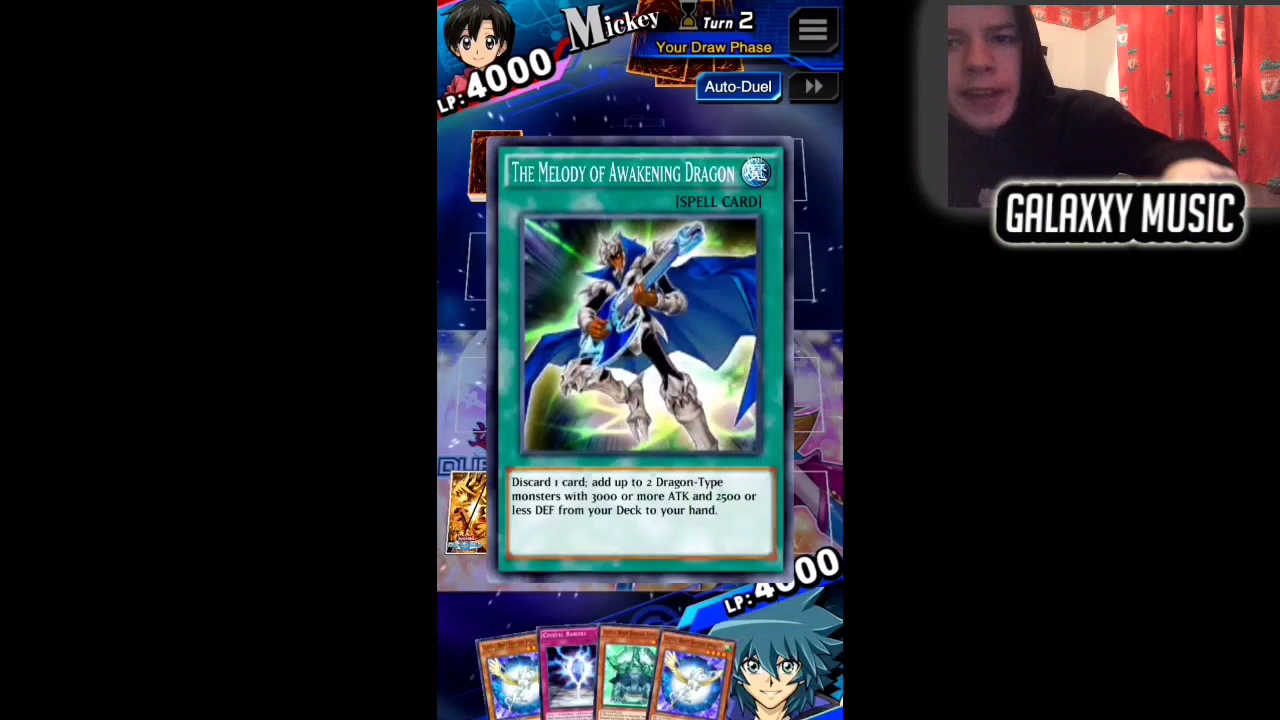 Mickey
Turn 2
Your Draw Phase
LP: 4000
Auto-Duel
THE MELODY OF AWAKENING DRAGON
[SPELL CARD]
GALAXXY MUSIC
Discard 1 card; add up to 2 Dragon-Type
monsters with 3000 or more ATK and 2500 or
less DEF from your Deck to your hand.
LP: 4000